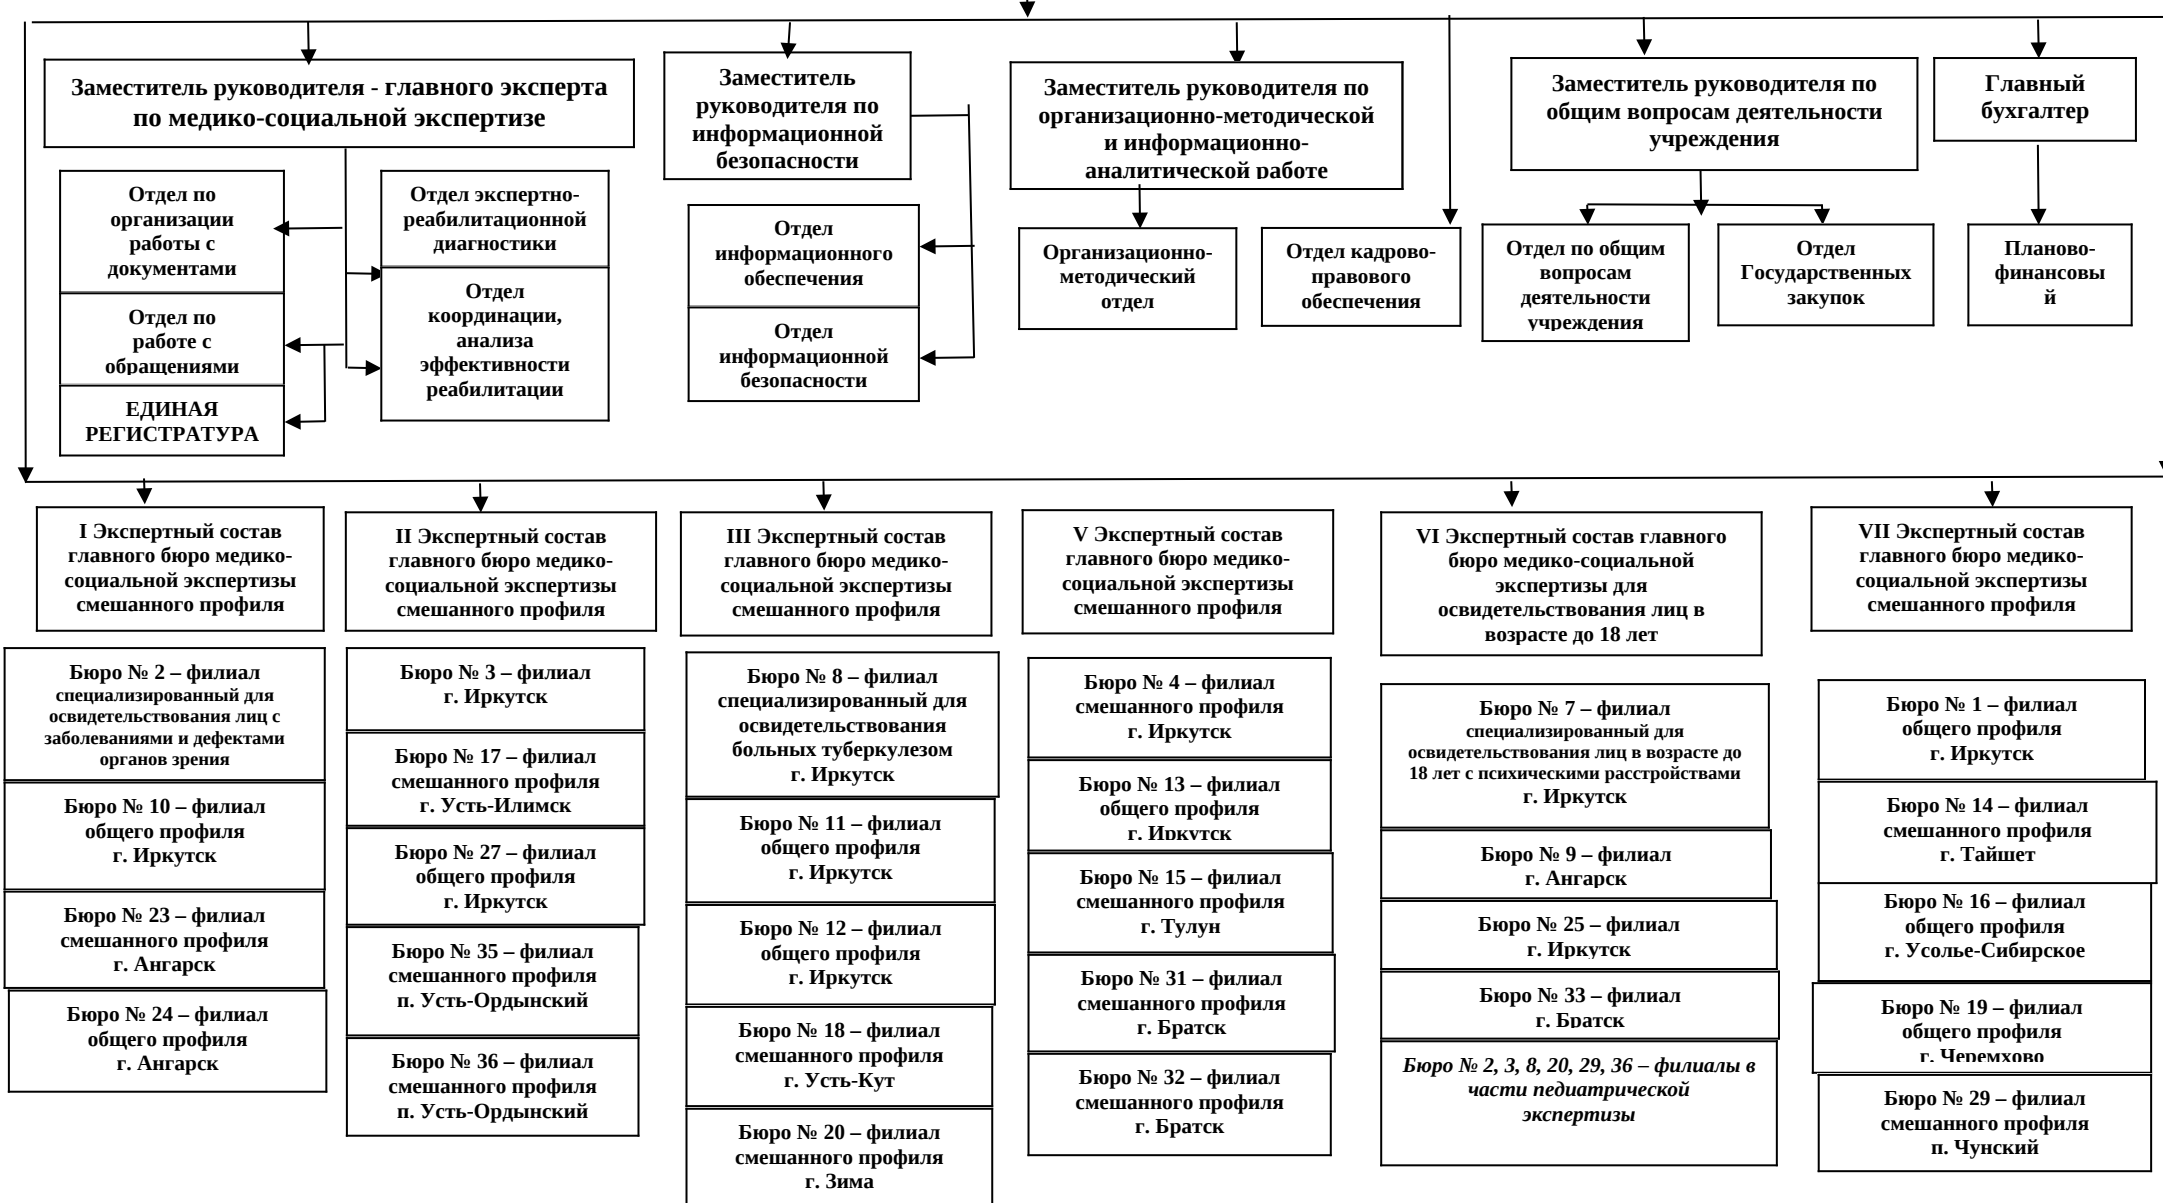 Заместитель руководителя - главного эксперта
по медико-социальной экспертизе
Заместитель
руководителя по
информационной
безопасности
Заместитель руководителя по
организационно-методической
и информационно-
аналитической работе
Заместитель руководителя по
общим вопросам деятельности
учреждения
Главный
бухгалтер
Отдел по
организации
работы с
документами
Отдел по
работе с
обращениями
ЕДИНАЯ
РЕГИСТРАТУРА
Отдел экспертно-
реабилитационной
диагностики
Отдел
координации,
анализа
эффективности
реабилитации
Отдел
информационного
обеспечения
Отдел
информационной
безопасности
Организационно-
методический
отдел
Отдел кадрово-
правового
обеспечения
Отдел по общим
вопросам
деятельности
учреждения
Отдел
Государственных
закупок
Планово-
финансовы
й
I Экспертный состав
главного бюро медико-
социальной экспертизы
смешанного профиля
Бюро № 2 – филиал
специализированный для
освидетельствования лиц с
заболеваниями и дефектами
органов зрения
Бюро № 10 – филиал
общего профиля
г. Иркутск
Бюро № 23 – филиал
смешанного профиля
г. Ангарск
Бюро № 24 – филиал
общего профиля
г. Ангарск
II Экспертный состав
главного бюро медико-
социальной экспертизы
смешанного профиля
Бюро № 3 – филиал
г. Иркутск
Бюро № 17 – филиал
смешанного профиля
г. Усть-Илимск
Бюро № 27 – филиал
общего профиля
г. Иркутск
Бюро № 35 – филиал
смешанного профиля
п. Усть-Ордынский
Бюро № 36 – филиал
смешанного профиля
п. Усть-Ордынский
III Экспертный состав
главного бюро медико-
социальной экспертизы
смешанного профиля
Бюро № 8 – филиал
специализированный для
освидетельствования
больных туберкулезом
г. Иркутск
Бюро № 11 – филиал
общего профиля
г. Иркутск
Бюро № 12 – филиал
общего профиля
г. Иркутск
Бюро № 18 – филиал
смешанного профиля
г. Усть-Кут
Бюро № 20 – филиал
смешанного профиля
г. Зима
V Экспертный состав
главного бюро медико-
социальной экспертизы
смешанного профиля
Бюро № 4 – филиал
смешанного профиля
г. Иркутск
Бюро № 13 – филиал
общего профиля
г. Иркутск
Бюро № 15 – филиал
смешанного профиля
г. Тулун
Бюро № 31 – филиал
смешанного профиля
г. Братск
Бюро № 32 – филиал
смешанного профиля
г. Братск
VI Экспертный состав главного
бюро медико-социальной
экспертизы для
освидетельствования лиц в
возрасте до 18 лет
Бюро № 7 – филиал
специализированный для
освидетельствования лиц в возрасте до
18 лет с психическими расстройствами
г. Иркутск
Бюро № 9 – филиал
г. Ангарск
Бюро № 25 – филиал
г. Иркутск
Бюро № 33 – филиал
г. Братск
Бюро № 2, 3, 8, 20, 29, 36 – филиалы в
части педиатрической
экспертизы
VII Экспертный состав
главного бюро медико-
социальной экспертизы
смешанного профиля
Бюро № 1 – филиал
общего профиля
г. Иркутск
Бюро № 14 – филиал
смешанного профиля
г. Тайшет
Бюро № 16 – филиал
общего профиля
г. Усолье-Сибирское
Бюро № 19 – филиал
общего профиля
г. Черемхово
Бюро № 29 – филиал
смешанного профиля
п. Чунский